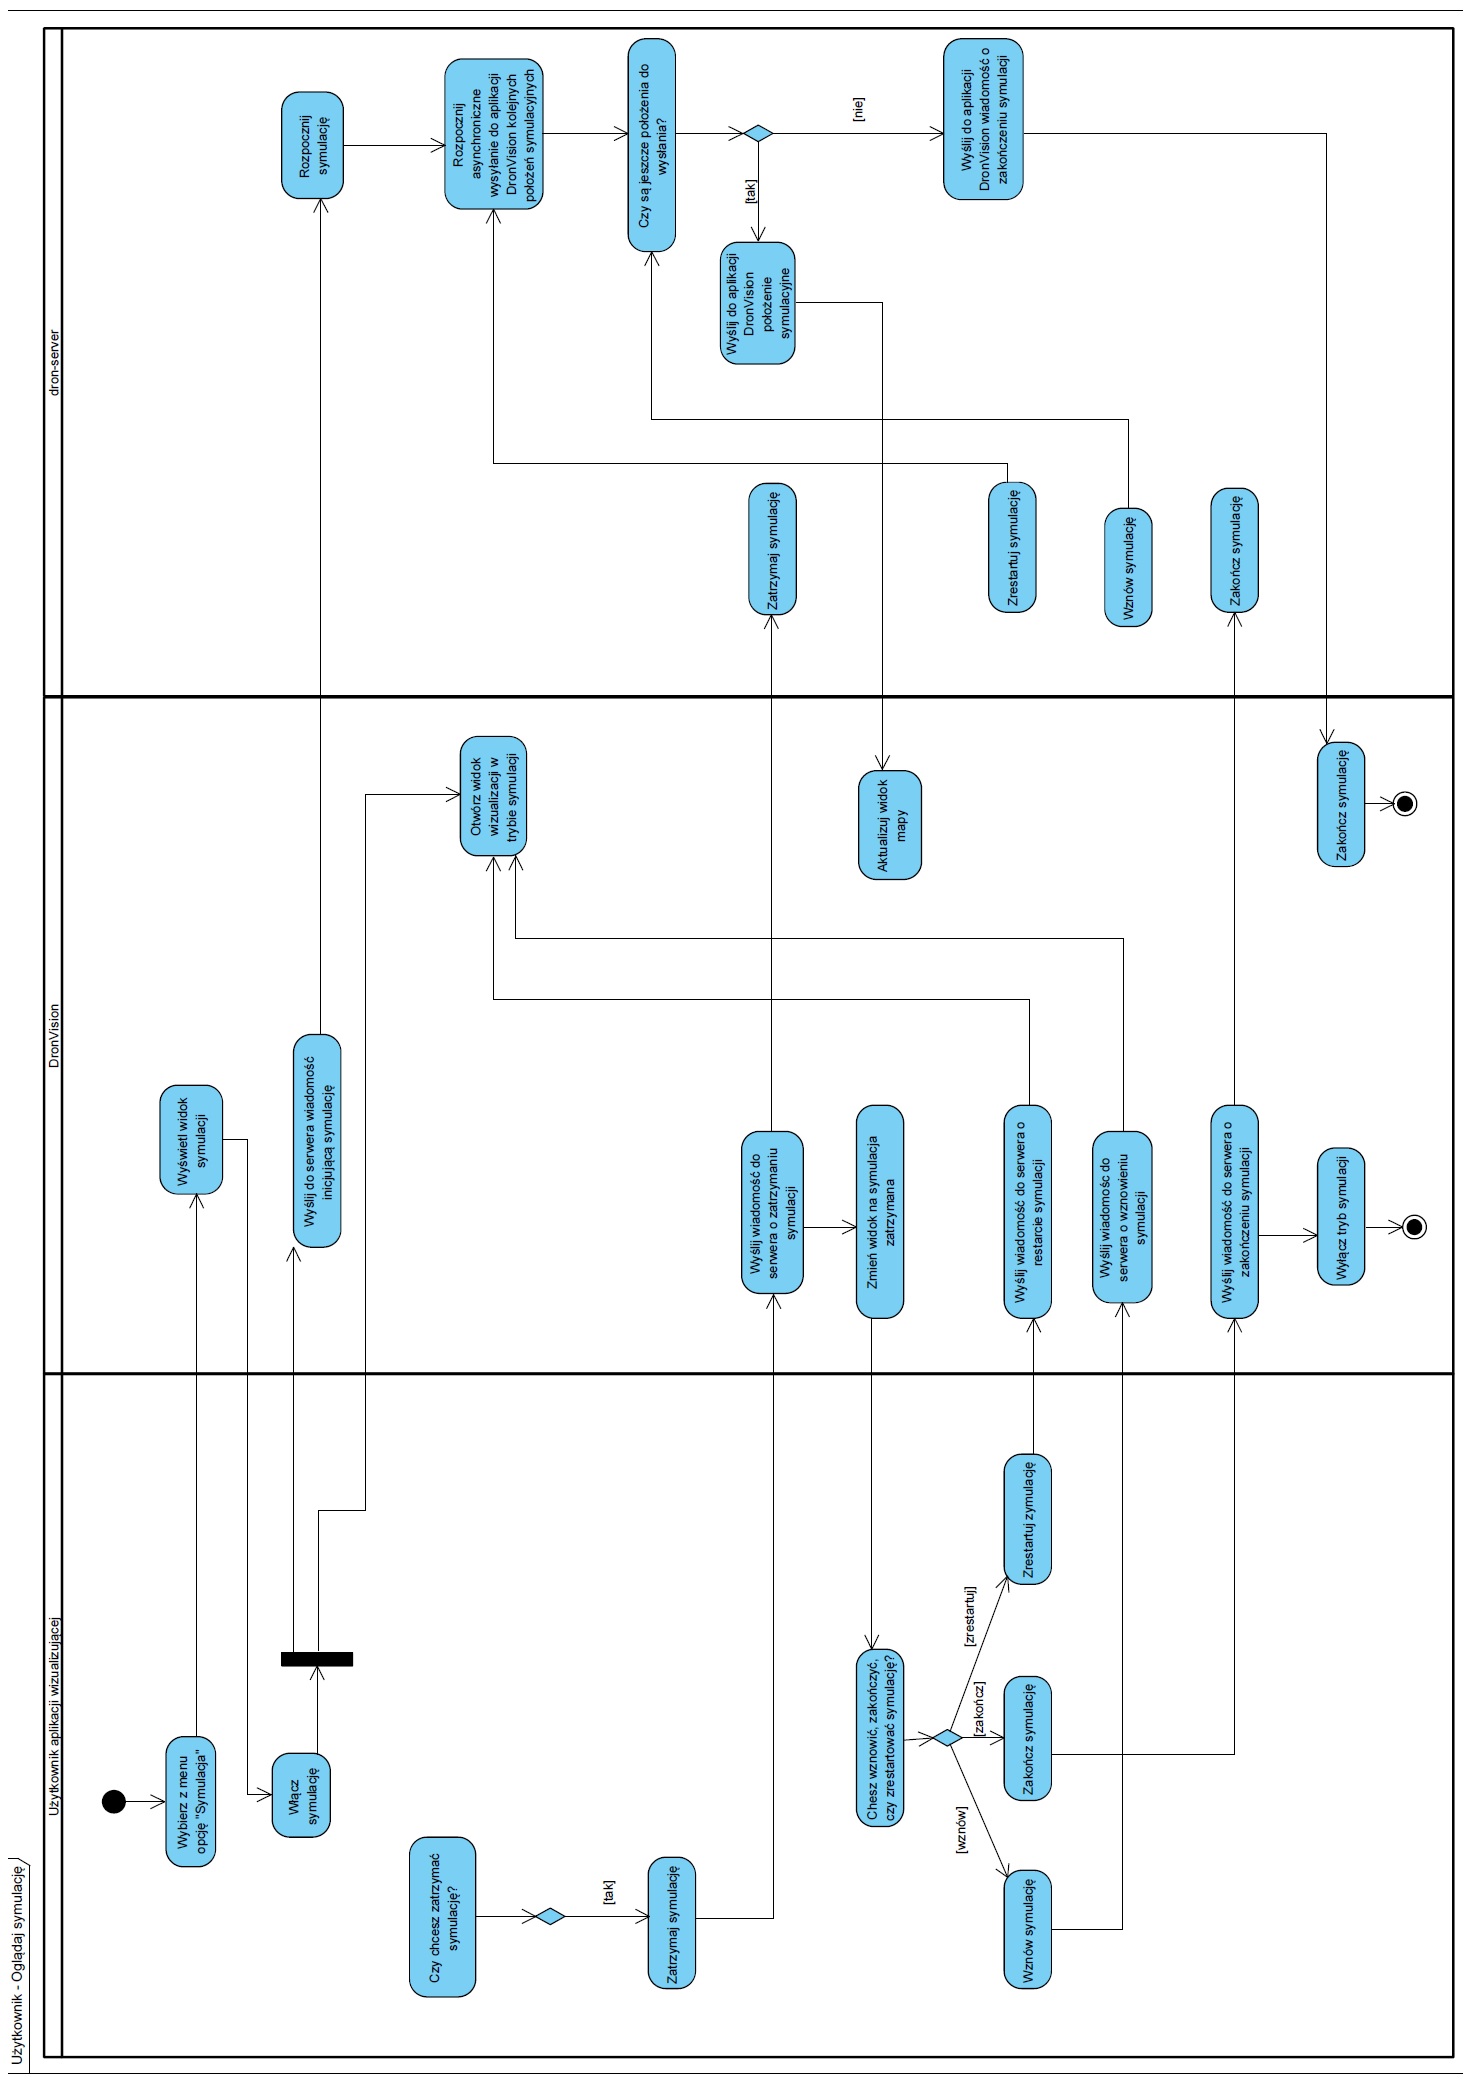 Użytkownik - Oglądaj symulację
Użytkownik aplikacji wizualizującej
DronVision
dron-server
Wybierz z menu
opcję "Symulacja"
Wyświetl widok
symulacji
Włącz
symulację
Wyślij do serwera wiadomość
inicjującą symulację
Rozpocznij
symulację
Czy chcesz zatrzymać
symulację?
Otwórz widok
wizualizacji w
trybie symulacji
Rozpocznij
asynchroniczne
wysyłanie do aplikacji
DronVision kolejnych
położeń symulacyjnych
[tak]
Zatrzymaj symulację
Czy są jeszcze położenia do
wysłania?
[tak]
[nie]
Wyślij wiadomość do
serwera o zatrzymaniu
symulacji
Zatrzymaj symulację
Wyślij do aplikacji
DronVision
położenie
symulacyjne
Chesz wznowić, zakończyć,
czy zrestartować symulację?
Zmień widok na symulacja
zatrzymana
Aktualizuj widok
mapy
Wyślij do aplikacji
DronVision wiadomość o
zakończeniu symulacji
[wznów]
[zakończ]
[zrestartuj]
Wznów symulację
Zakończ symulację
Zrestartuj zymulację
Wyślij wiadomość do serwera o
restarcie symulacji
Zrestartuj symulację
Wyślij wiadomośc do
serwera o wznowieniu
symulacji
Wznów symulację
Wyślij wiadomość do serwera o
zakończeniu symulacji
Zakończ symulację
Wyłącz tryb symulacji
Zakończ symulację